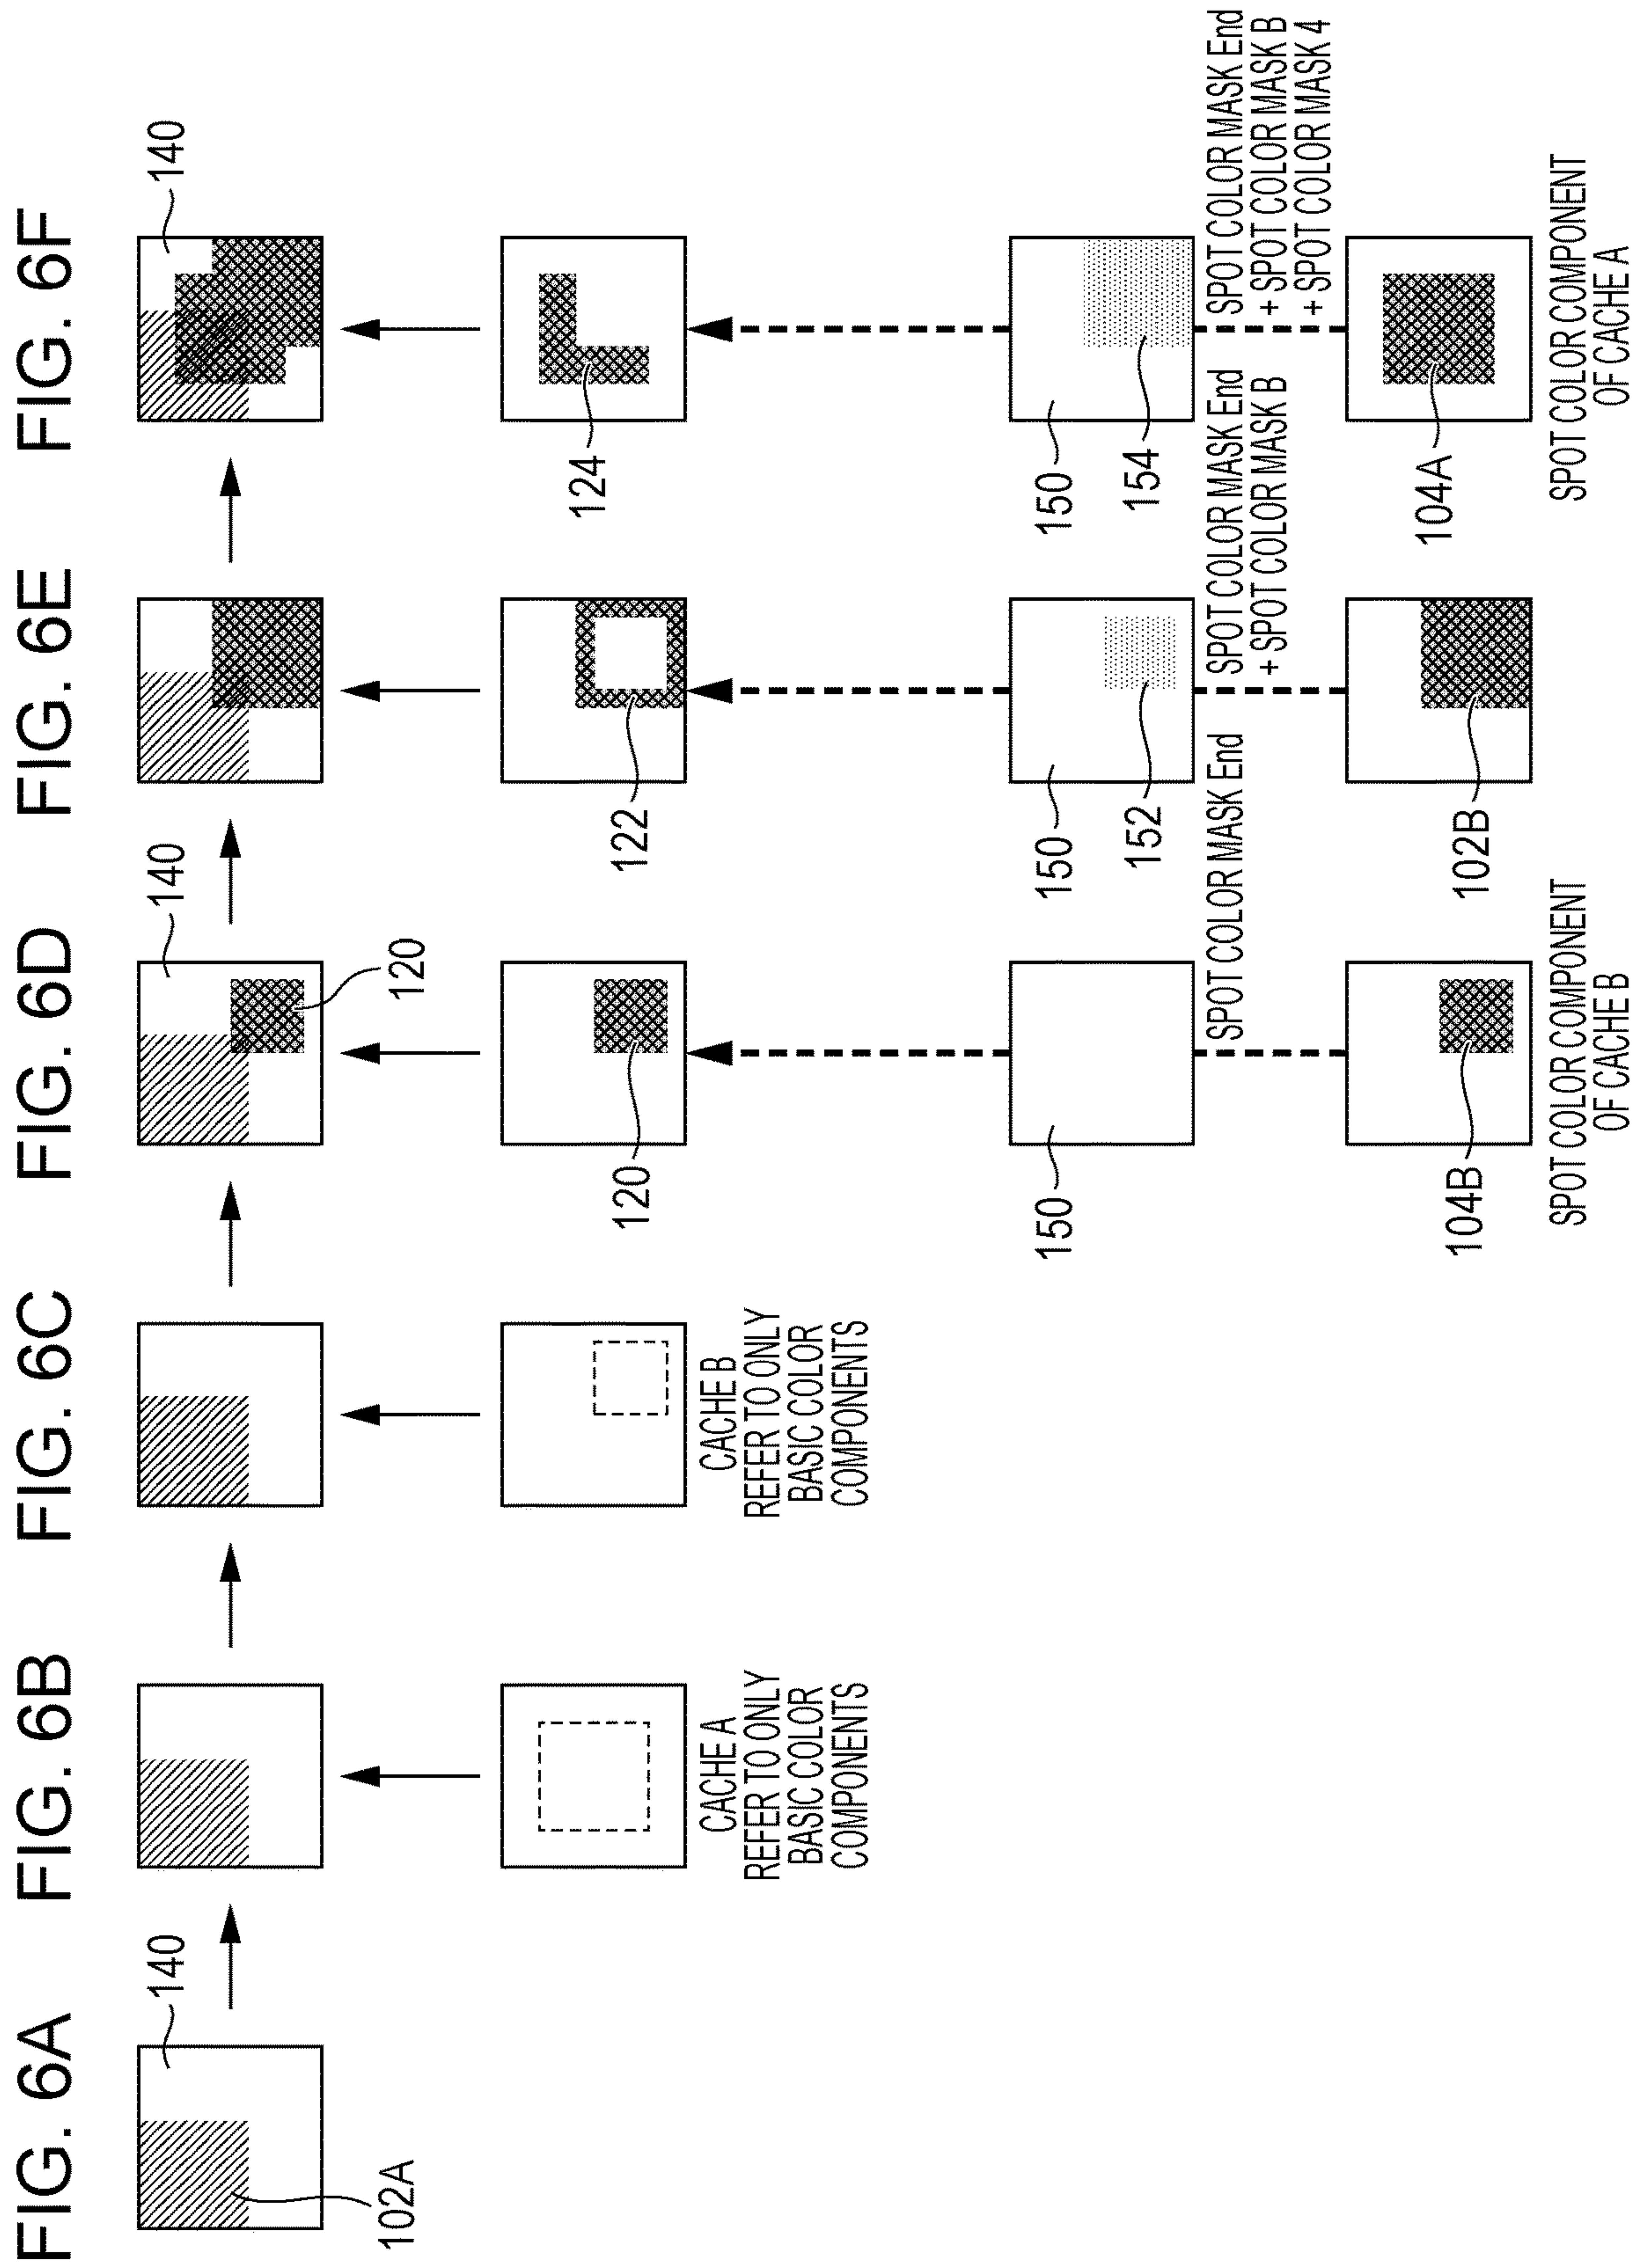 FIG. 6A
140
102A
FIG. 6B
CACHE A
REFER TO ONLY
BASIC COLOR
COMPONENTS
FIG. 6C
CACHE B
REFER TO ONLY
BASIC COLOR
COMPONENTS
FIG. 6D
140
120
120
150
SPOT COLOR MASK End
104B
SPOT COLOR COMPONENT
OF CACHE B
FIG. 6E
122
150
152
SPOT COLOR MASK End
+ SPOT COLOR MASK B
102B
FIG. 6F
140
124
150
154
SPOT COLOR MASK End
+ SPOT COLOR MASK B
+ SPOT COLOR MASK 4
104A
SPOT COLOR COMPONENT
OF CACHE A